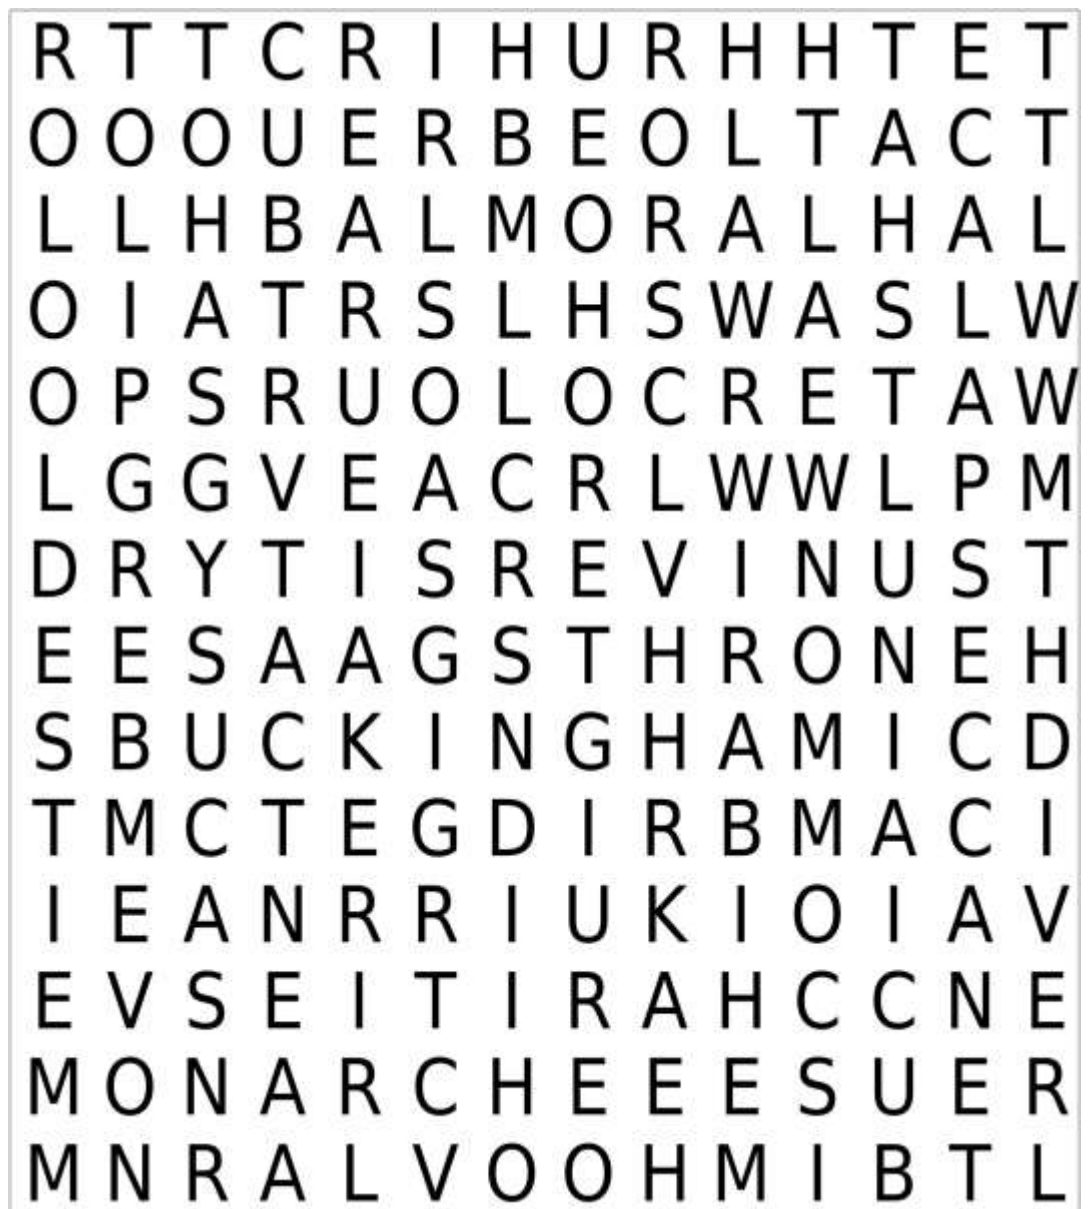 R T T C R I H U R H H T E T
O O O U E R B E O L T A C T
L L H B A L M O R A L H A L
O I A T R S L H S W A S L W
O P S R U O L O C R E T A W
L G G V E A C R L W W L P M
D R Y T I S R E V I N U S T
E E S A A G S T H R O N E H
S B U C K I N G H A M I C D
T M C T E G D I R B M A C I
I E A N R R I U K I O I A V
E V S E I T I R A H C C N E
M O N A R C H E E E S U E R
M N R A L V O O H M I B T L